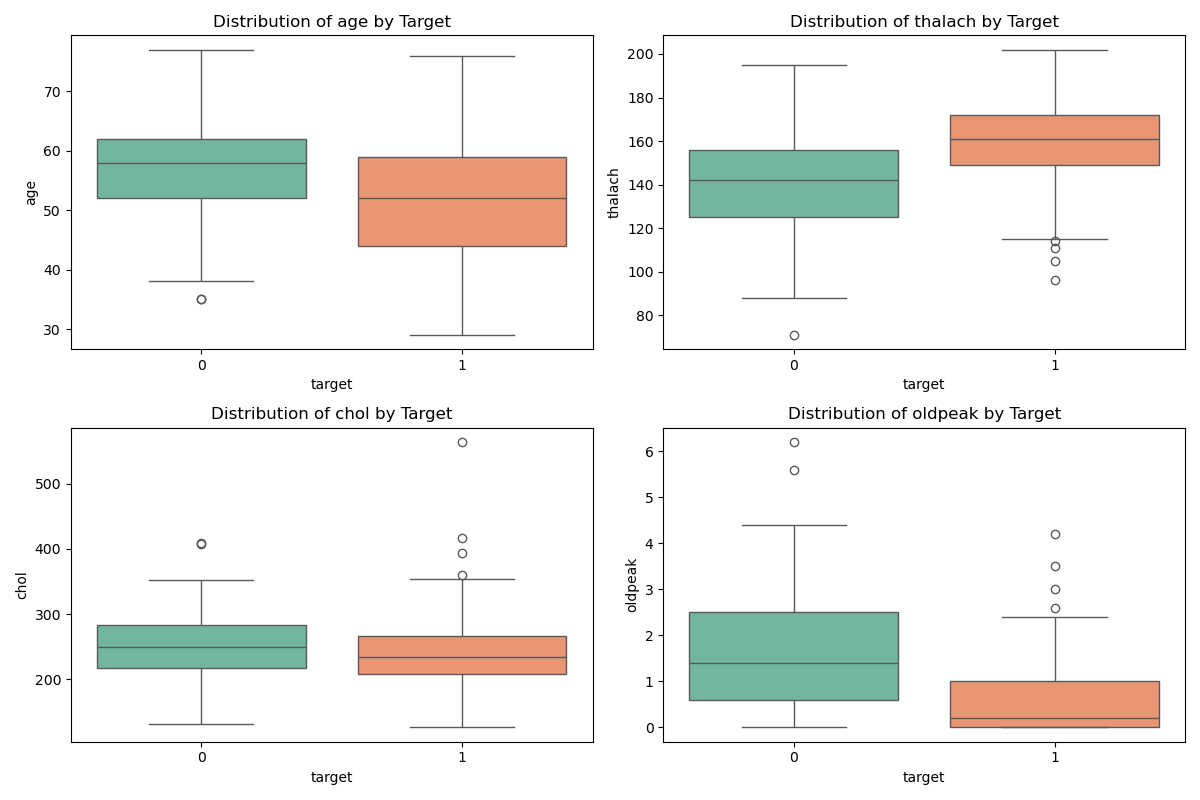 Distribution of age by Target
age
70
60
50
40
30
0
1
target
Distribution of thalach by Target
thalach
200
180
160
140
120
100
80
0
1
target
Distribution of chol by Target
chol
500
400
300
200
0
1
target
Distribution of oldpeak by Target
oldpeak
6
5
4
3
2
1
0
0
1
target